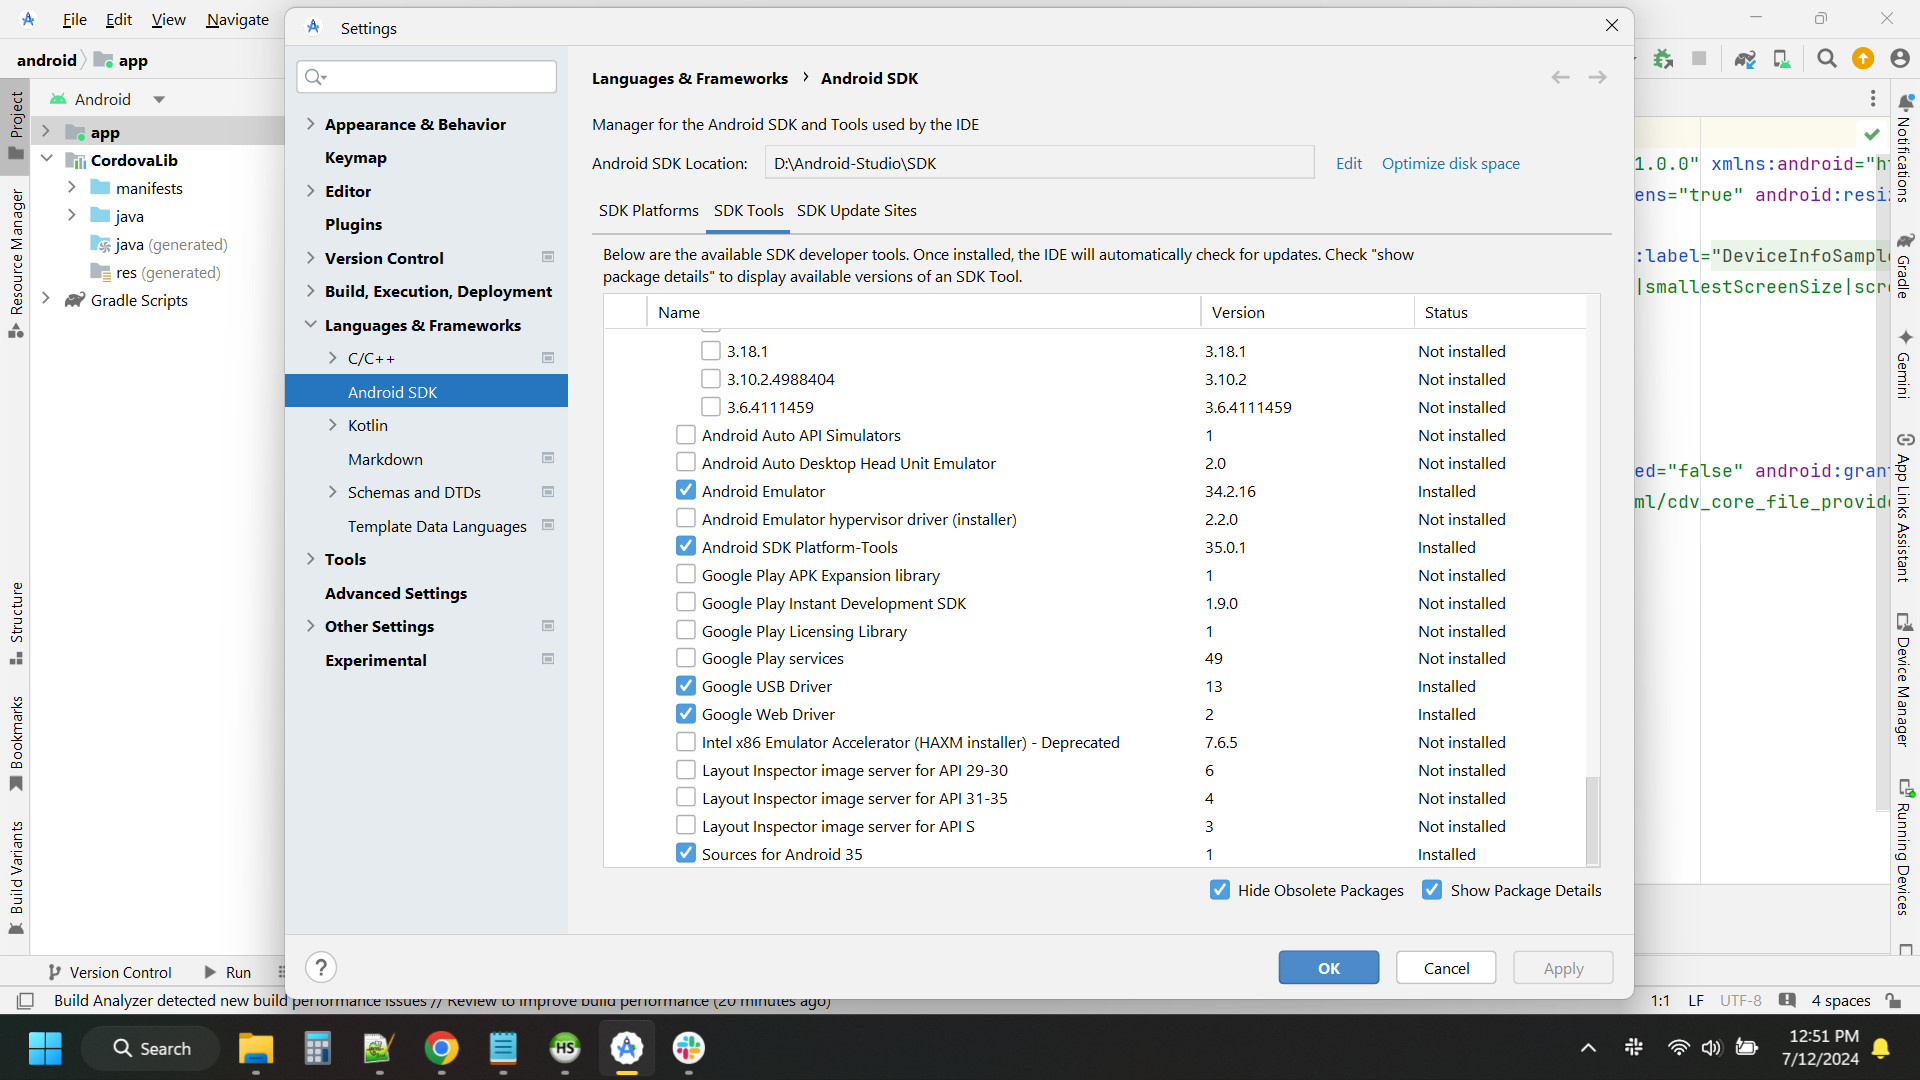 File Edit View Navigate
Settings
android app
Languages & Frameworks › Android SDK
Android
Manager for the Android SDK and Tools used by the IDE
Android SDK Location: D:\Android-Studio\SDK Edit Optimize disk space
SDK Platforms SDK Tools SDK Update Sites
Below are the available SDK developer tools. Once installed, the IDE will automatically check for updates. Check "show
package details" to display available versions of an SDK Tool.
Name Version Status
3.18.1 3.18.1 Not installed
3.10.2.4988404 3.10.2 Not installed
3.6.4111459 3.6.4111459 Not installed
Android Auto API Simulators 1 Not installed
Android Auto Desktop Head Unit Emulator 2.0 Not installed
Android Emulator 34.2.16 Installed
Android Emulator hypervisor driver (installer) 2.2.0 Not installed
Android SDK Platform-Tools 35.0.1 Installed
Google Play APK Expansion library 1 Not installed
Google Play Instant Development SDK 1.9.0 Not installed
Google Play Licensing Library 1 Not installed
Google Play services 49 Not installed
Google USB Driver 13 Installed
Google Web Driver 2 Installed
Intel x86 Emulator Accelerator (HAXM installer) - Deprecated 7.6.5 Not installed
Layout Inspector image server for API 29-30 6 Not installed
Layout Inspector image server for API 31-35 4 Not installed
Layout Inspector image server for API S 3 Not installed
Sources for Android 35 1 Installed
Hide Obsolete Packages Show Package Details
? OK Cancel Apply
Appearance & Behavior
Keymap
Editor
Plugins
Version Control
Build, Execution, Deployment
Languages & Frameworks
C/C++
Android SDK
Kotlin
Markdown
Schemas and DTDs
Template Data Languages
Tools
Advanced Settings
Other Settings
Experimental
app
CordovaLib
manifests
java
java (generated)
res (generated)
Gradle Scripts
Project
Resource Manager
Structure
Bookmarks
Build Variants
1.0.0" xmlns:android="h
ens="true" android:resi
:label="DeviceInfoSampl
|smallestScreenSize|scr
ed="false" android:gran
ml/cdv_core_file_provid
Notifications
Gradle
Gemini
App Links Assistant
Device Manager
Running Devices
Version Control Run
Build Analyzer detected new build performance issues // Review to improve build performance (20 minutes ago)
1:1 LF UTF-8 4 spaces
Search
HS
12:51 PM
7/12/2024